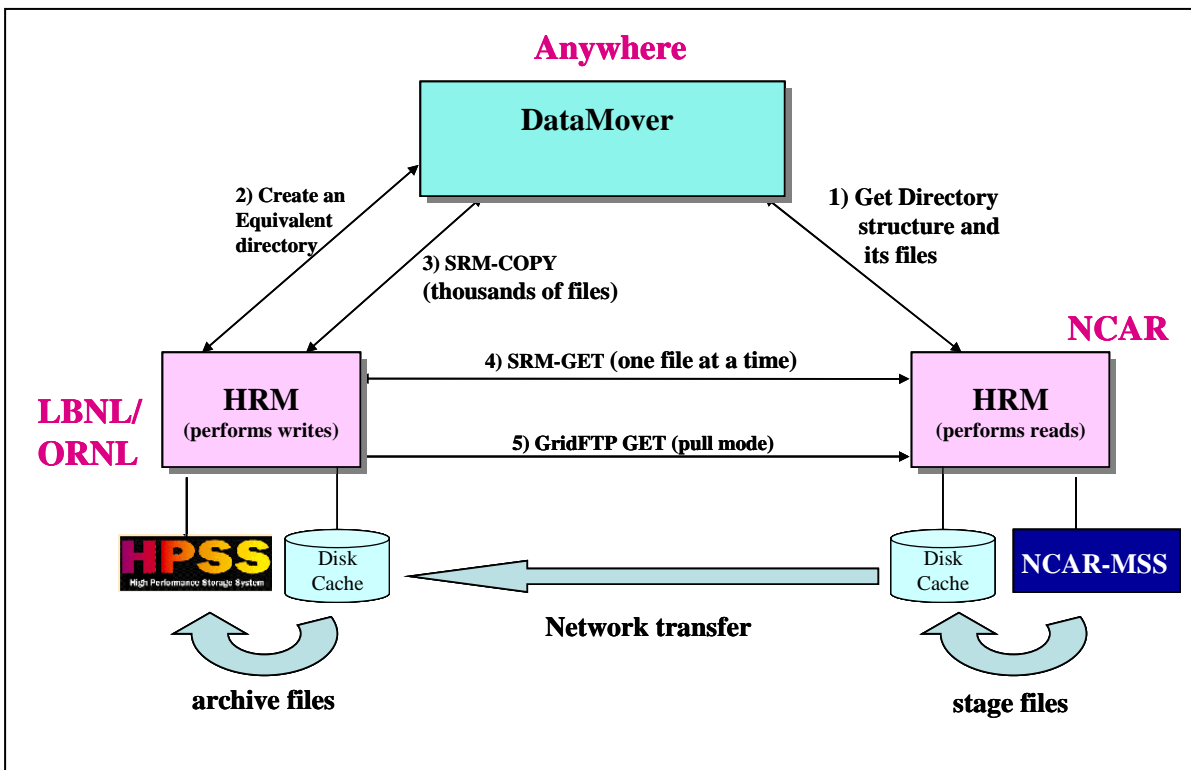 Anywhere
DataMover
2) Create an
Equivalent
directory
1) Get Directory
structure and
its files
3) SRM-COPY
(thousands of files)
NCAR
4) SRM-GET (one file at a time)
HRM
(performs writes)
HRM
(performs reads)
LBNL/
ORNL
5) GridFTP GET (pull mode)
HPSS
High Performance Storage System
Disk
Cache
Disk
Cache
NCAR-MSS
Network transfer
archive files
stage files